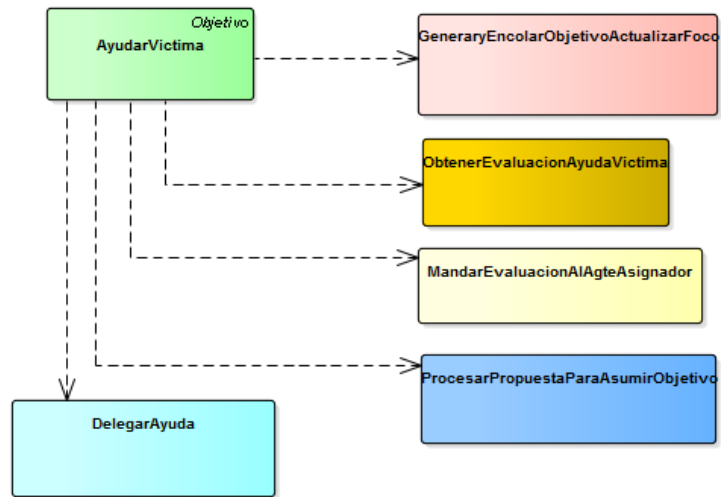 Objetivo
AyudarVictima
GeneraryEncolarObjetivoActualizarFoco
ObtenerEvaluacionAyudaVictima
MandarEvaluacionAlAgteAsignador
ProcesarPropuestaParaAsumirObjetivo
DelegarAyuda